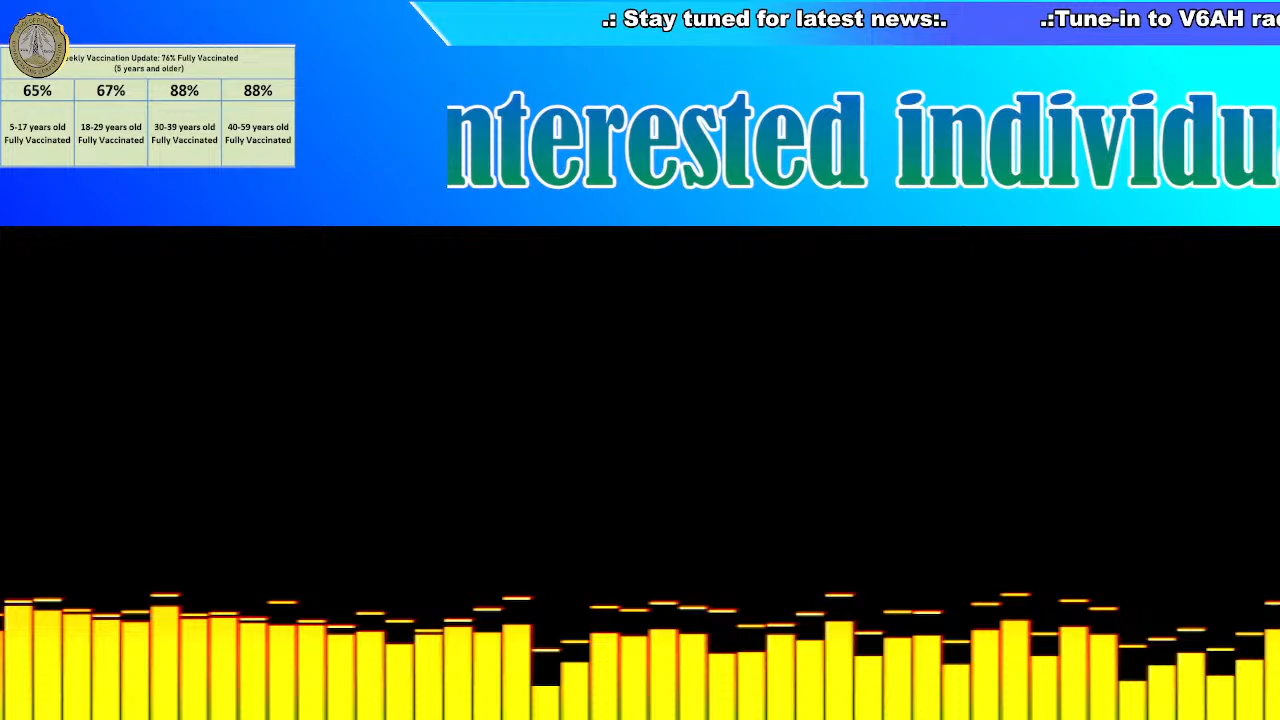 .: Stay tuned for latest news:.
.:Tune-in to V6AH
Vaccination Update: 76% Fully Vaccinated
(5 years and older)
65% 67% 88% 88%
5-17 years old 18-29 years old 30-39 years old 40-59 years old
Fully Vaccinated Fully Vaccinated Fully Vaccinated Fully Vaccinated
nterested individu